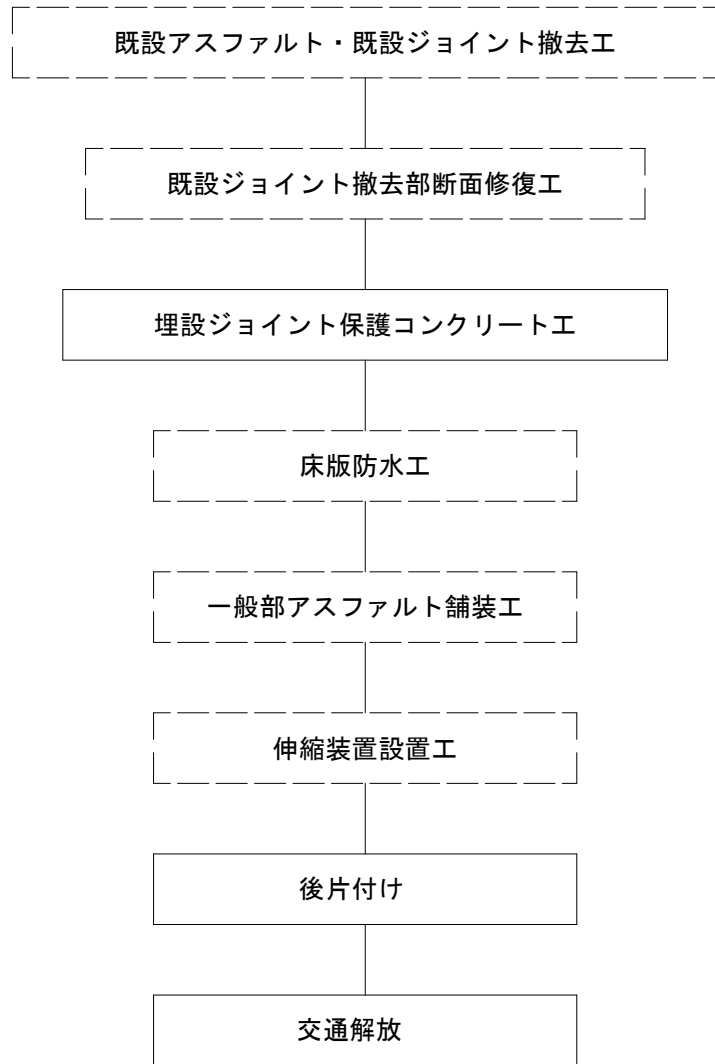 既設アスファルト・既設ジョイント撤去工
既設ジョイント撤去部断面修復工
埋設ジョイント保護コンクリート工
床版防水工
一般部アスファルト舗装工
伸縮装置設置工
後片付け
交通解放